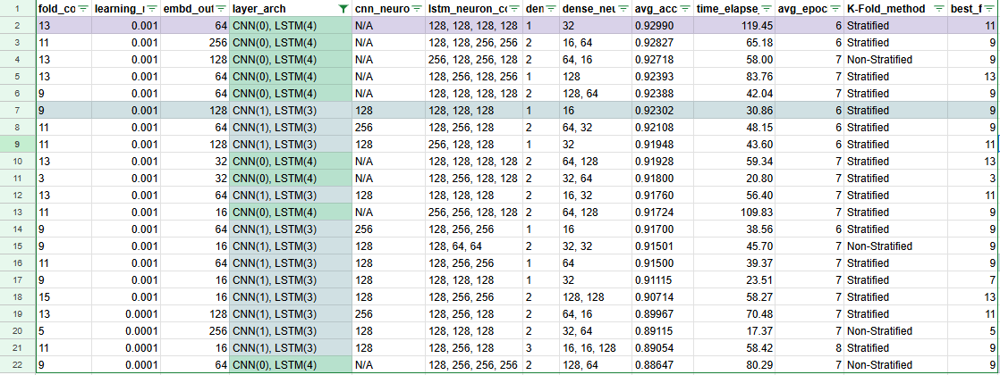 1 fold_co learning_r embd_out layer_arch cnn_neuro lstm_neuron_co den dense_neu avg_acc time_elapse_ avg_epoc K-Fold_method best_f
2 13 0.001 64 CNN(0), LSTM(4) N/A 128, 128, 128, 128 1 32 0.92990 119.45 6 Stratified 11
3 11 0.001 256 CNN(0), LSTM(4) N/A 128, 128, 256, 128 2 16, 64 0.92827 65.18 6 Stratified 9
4 13 0.001 128 CNN(0), LSTM(4) N/A 256, 128, 256, 128 2 64, 16 0.92718 58.00 7 Non-Stratified 9
5 13 0.001 64 CNN(0), LSTM(4) N/A 128, 256, 128, 128 1 128 0.92393 83.76 7 Stratified 13
6 9 0.001 64 CNN(0), LSTM(4) N/A 128, 128, 128, 128 2 128, 64 0.92388 42.04 7 Stratified 9
7 9 0.001 128 CNN(1), LSTM(3) 128 128, 128, 128 1 16 0.92302 30.86 6 Stratified 9
8 11 0.001 64 CNN(1), LSTM(3) 256 128, 128, 128 2 64, 32 0.92108 48.15 6 Stratified 9
9 11 0.001 128 CNN(1), LSTM(3) 128 256, 128, 128 1 32 0.91948 43.60 6 Stratified 11
10 13 0.001 32 CNN(0), LSTM(4) N/A 128, 128, 128, 128 2 64, 128 0.91928 59.34 7 Stratified 13
11 3 0.001 32 CNN(0), LSTM(4) N/A 128, 256, 128, 128 2 32, 64 0.91800 20.80 7 Stratified 3
12 13 0.001 64 CNN(1), LSTM(3) 128 128, 128, 128 2 16, 32 0.91760 56.40 7 Stratified 11
13 11 0.001 16 CNN(0), LSTM(4) N/A 256, 256, 128, 128 2 64, 128 0.91724 109.83 7 Stratified 9
14 9 0.001 64 CNN(1), LSTM(3) 256 128, 256, 128 1 16 0.91700 38.56 6 Stratified 9
15 9 0.001 16 CNN(1), LSTM(3) 128 128, 64, 64 2 32, 32 0.91501 45.70 7 Non-Stratified 9
16 11 0.001 64 CNN(1), LSTM(3) 128 128, 256, 256 1 64 0.91500 39.37 7 Stratified 9
17 9 0.001 16 CNN(1), LSTM(3) 128 128, 128, 128 1 32 0.91115 23.51 7 Stratified 7
18 15 0.001 16 CNN(1), LSTM(3) 128 128, 256, 256 2 128, 128 0.90714 58.27 7 Stratified 13
19 13 0.0001 128 CNN(1), LSTM(3) 256 128, 256, 128 2 64, 16 0.89967 70.48 7 Stratified 11
20 5 0.0001 256 CNN(1), LSTM(3) 128 128, 256, 128 2 32, 64 0.89115 17.37 7 Non-Stratified 5
21 11 0.0001 16 CNN(1), LSTM(3) 128 128, 256, 128 3 16, 16, 128 0.89054 58.42 8 Stratified 9
22 9 0.0001 64 CNN(0), LSTM(4) N/A 128, 256, 256, 256 2 128, 64 0.88647 80.29 7 Non-Stratified 9